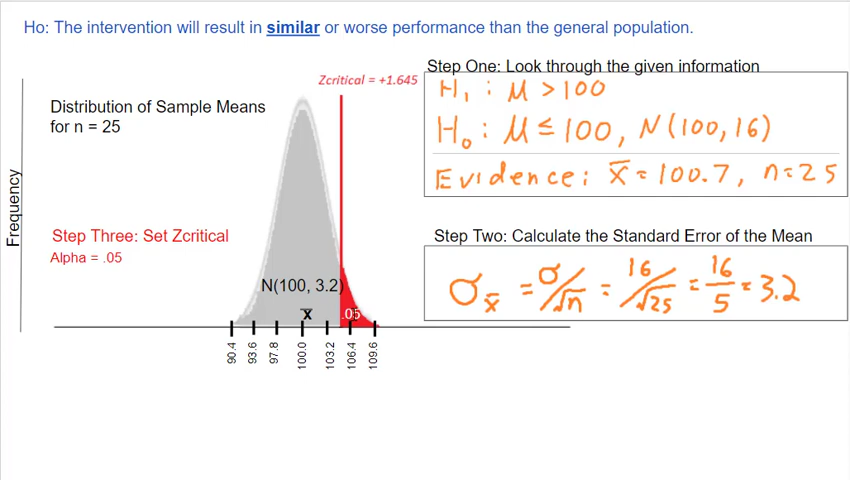 Ho: The intervention will result in similar or worse performance than the general population.
Zcritical = +1.645
Distribution of Sample Means
for n = 25
Frequency
Step Three: Set Zcritical
Alpha = .05
N(100, 3.2)
x̄
.05
90.4
93.6
97.8
100.0
103.2
106.4
109.6
Step One: Look through the given information
H₁ : μ > 100
H₀ : μ ≤ 100, N(100, 16)
Evidence: x̄ = 100.7, n = 25
Step Two: Calculate the Standard Error of the Mean
σx̄ = σ/√n = 16/√25 = 16/5 = 3.2